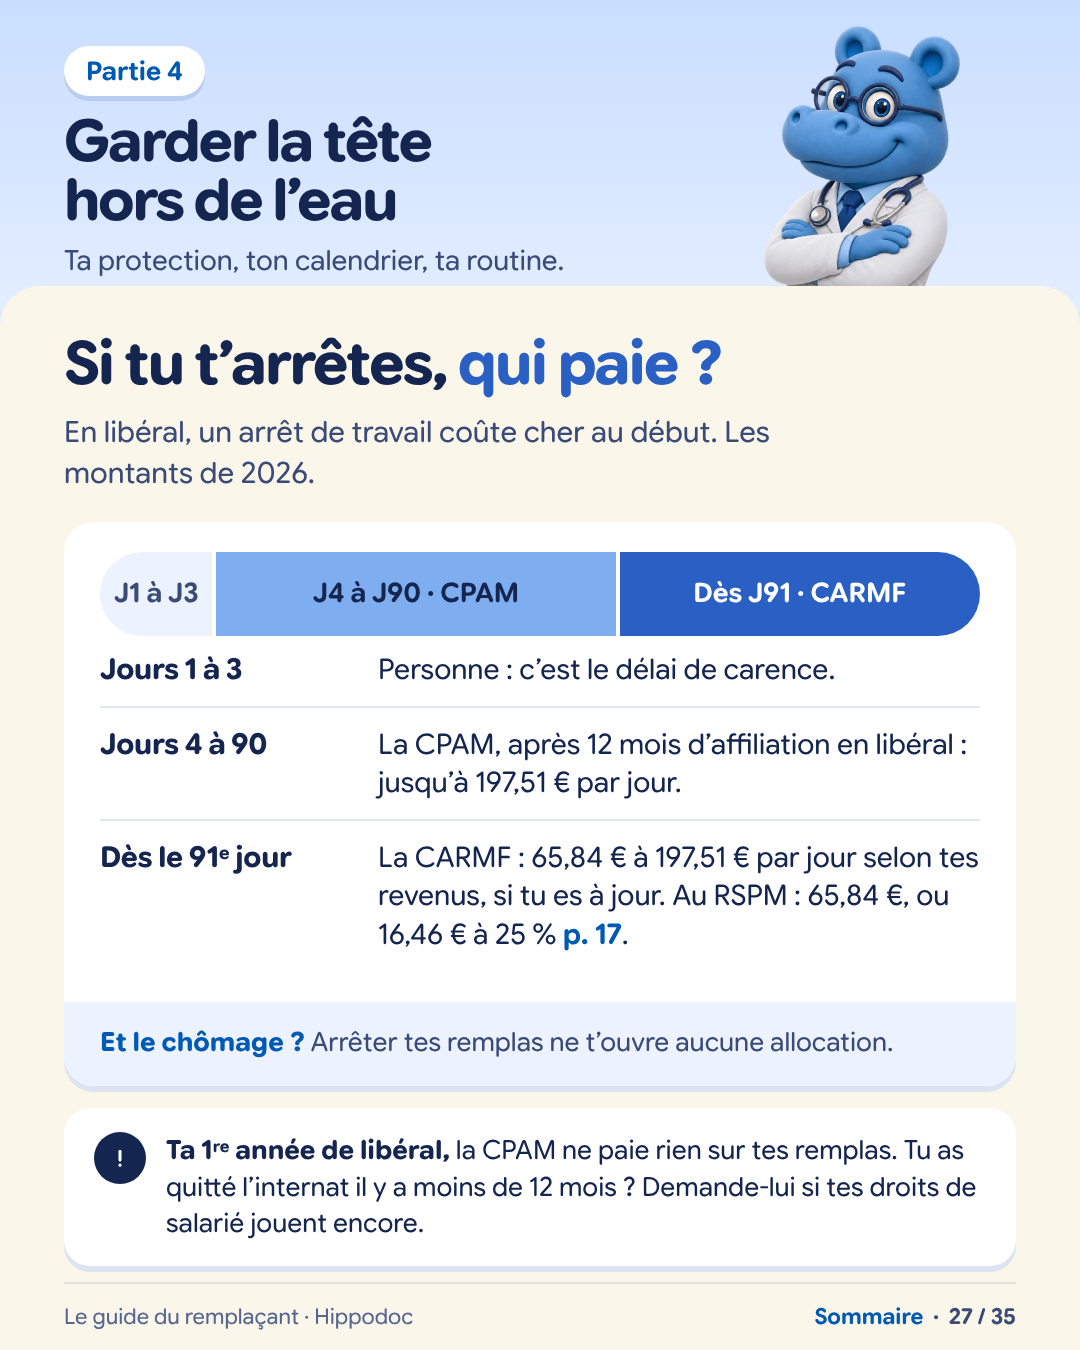 Partie 4
Garder la tête
hors de l’eau
Ta protection, ton calendrier, ta routine.
Si tu t’arrêtes, qui paie ?
En libéral, un arrêt de travail coûte cher au début. Les
montants de 2026.
J1 à J3
J4 à J90 · CPAM
Dès J91 · CARMF
Jours 1 à 3
Personne : c’est le délai de carence.
Jours 4 à 90
La CPAM, après 12 mois d’affiliation en libéral :
jusqu’à 197,51 € par jour.
Dès le 91ᵉ jour
La CARMF : 65,84 € à 197,51 € par jour selon tes
revenus, si tu es à jour. Au RSPM : 65,84 €, ou
16,46 € à 25 % p. 17.
Et le chômage ? Arrêter tes remplas ne t’ouvre aucune allocation.
!
Ta 1ʳᵉ année de libéral, la CPAM ne paie rien sur tes remplas. Tu as
quitté l’internat il y a moins de 12 mois ? Demande-lui si tes droits de
salarié jouent encore.
Le guide du remplaçant · Hippodoc
Sommaire · 27 / 35